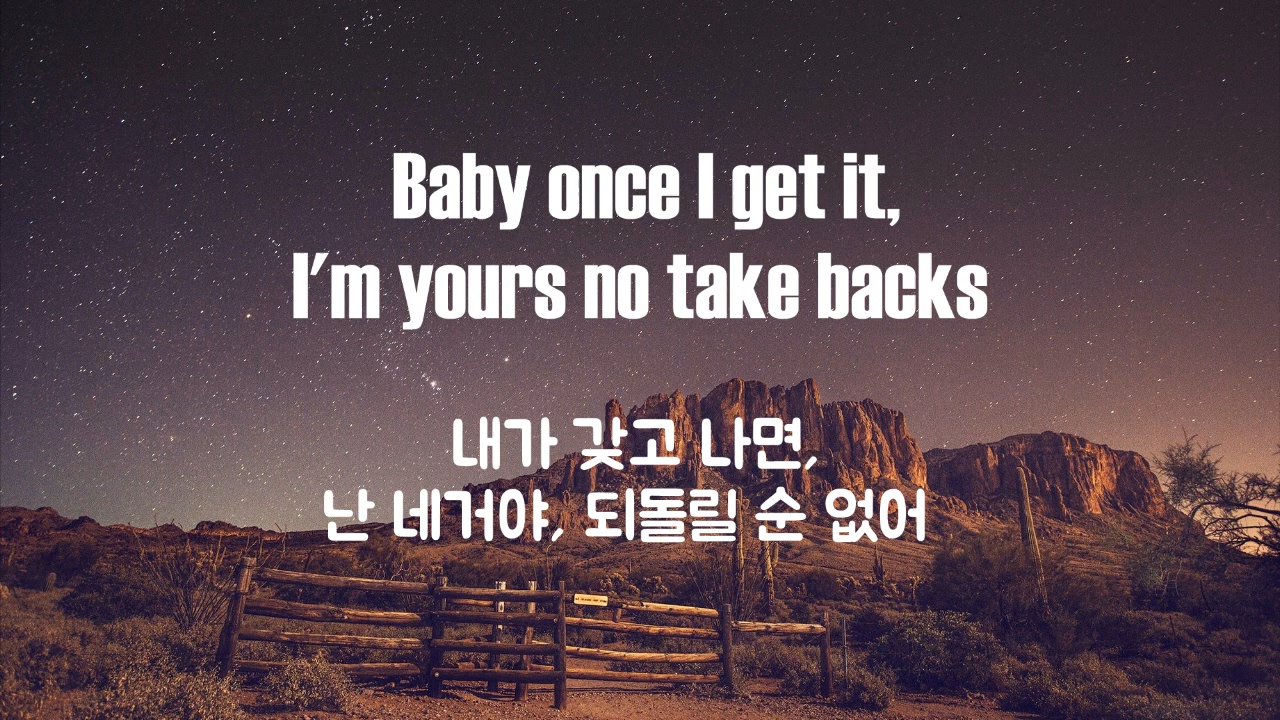 Baby once I get it,
I'm yours no take backs
내가 갖고 나면,
난 네거야, 되돌릴 순 없어